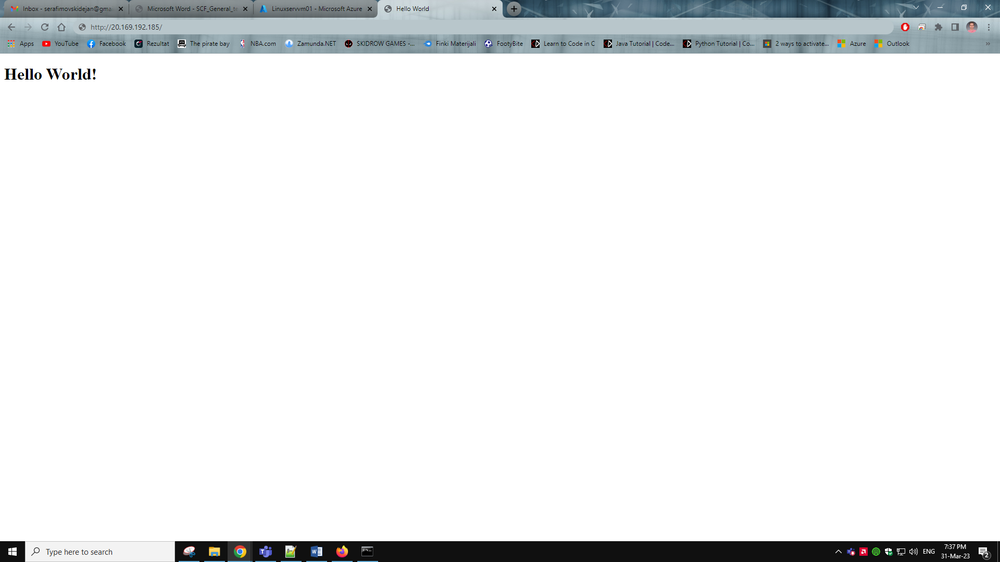 Inbox - serafimovskidejan@gma
Microsoft Word - SCF_General_te
Linuxservvm01 - Microsoft Azure
Hello World
http://20.169.192.185/
Apps
YouTube
Facebook
Rezultat
The pirate bay
NBA.com
Zamunda.NET
SKIDROW GAMES -...
Finki Materijali
FootyBite
Learn to Code in C
Java Tutorial | Code...
Python Tutorial | Co...
2 ways to activate...
Azure
Outlook
Hello World!
Type here to search
ENG
7:37 PM
31-Mar-23
2